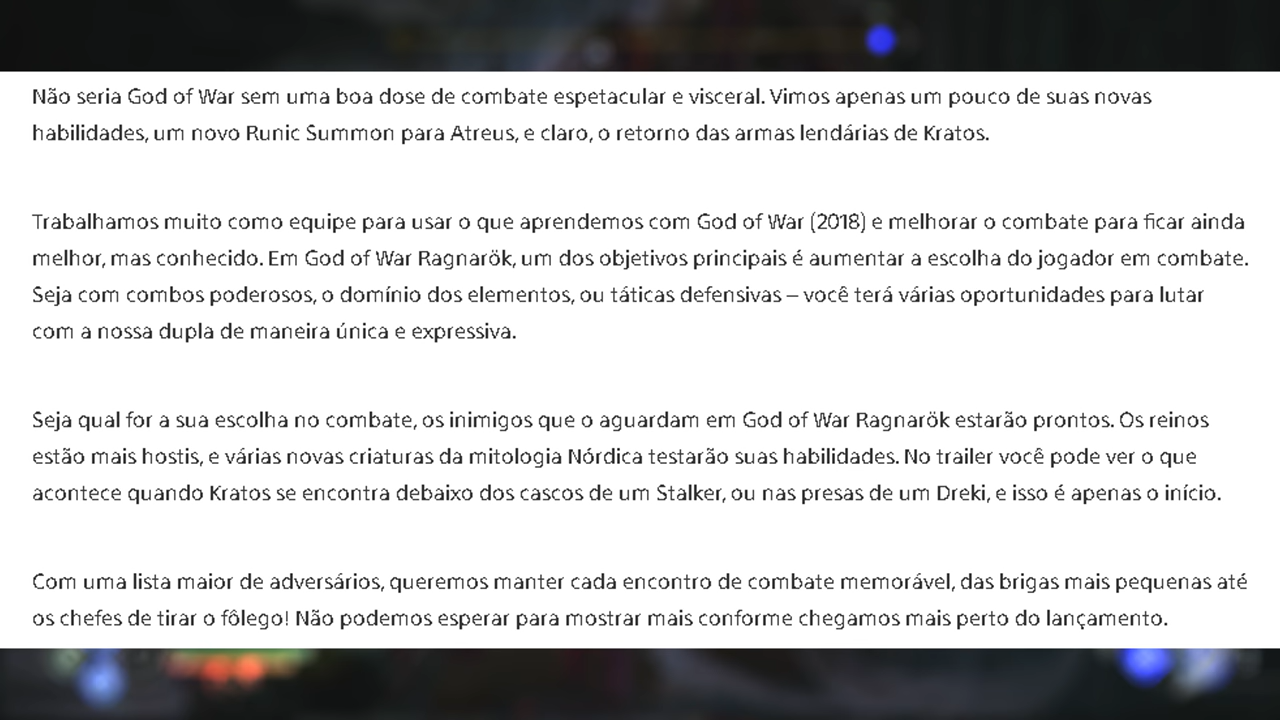 Não seria God of War sem uma boa dose de combate espetacular e visceral. Vimos apenas um pouco de suas novas
habilidades, um novo Runic Summon para Atreus, e claro, o retorno das armas lendárias de Kratos.
Trabalhamos muito como equipe para usar o que aprendemos com God of War (2018) e melhorar o combate para ficar ainda
melhor, mas conhecido. Em God of War Ragnarök, um dos objetivos principais é aumentar a escolha do jogador em combate.
Seja com combos poderosos, o domínio dos elementos, ou táticas defensivas – você terá várias oportunidades para lutar
com a nossa dupla de maneira única e expressiva.
Seja qual for a sua escolha no combate, os inimigos que o aguardam em God of War Ragnarök estarão prontos. Os reinos
estão mais hostis, e várias novas criaturas da mitologia Nórdica testarão suas habilidades. No trailer você pode ver o que
acontece quando Kratos se encontra debaixo dos cascos de um Stalker, ou nas presas de um Dreki, e isso é apenas o início.
Com uma lista maior de adversários, queremos manter cada encontro de combate memorável, das brigas mais pequenas até
os chefes de tirar o fôlego! Não podemos esperar para mostrar mais conforme chegamos mais perto do lançamento.